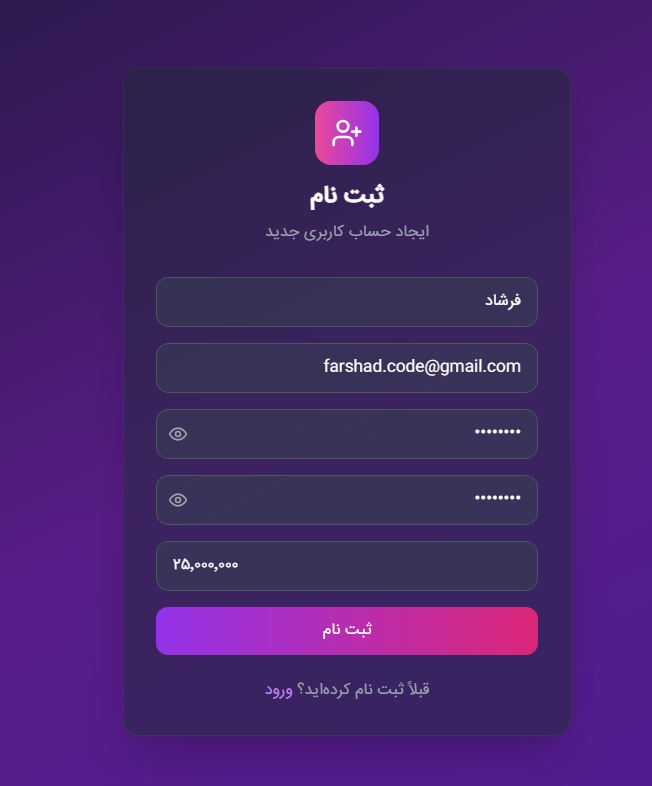 ثبت نام
ایجاد حساب کاربری جدید
فرشاد
farshad.code@gmail.com
••••••••
••••••••
۲۵,۰۰۰,۰۰۰
ثبت نام
قبلاً ثبت نام کرده‌اید؟ ورود